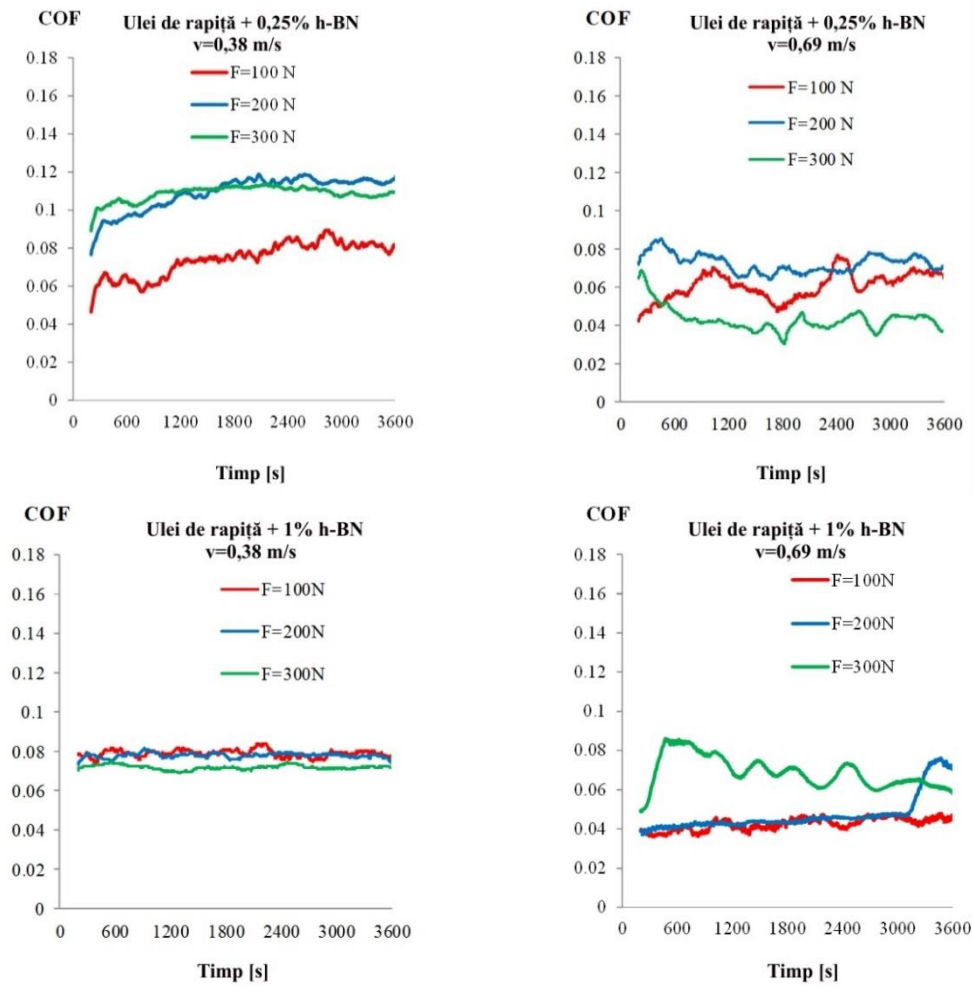 COF
Ulei de rapiță + 0,25% h-BN
v=0,38 m/s
F=100 N
F=200 N
F=300 N
0.18
0.16
0.14
0.12
0.1
0.08
0.06
0.04
0.02
0
0 600 1200 1800 2400 3000 3600
Timp [s]
COF
Ulei de rapiță + 0,25% h-BN
v=0,69 m/s
F=100 N
F=200 N
F=300 N
0.18
0.16
0.14
0.12
0.1
0.08
0.06
0.04
0.02
0
0 600 1200 1800 2400 3000 3600
Timp [s]
COF
Ulei de rapiță + 1% h-BN
v=0,38 m/s
F=100N
F=200N
F=300N
0.18
0.16
0.14
0.12
0.1
0.08
0.06
0.04
0.02
0
0 600 1200 1800 2400 3000 3600
Timp [s]
COF
Ulei de rapiță + 1% h-BN
v=0,69 m/s
F=100N
F=200N
F=300N
0.18
0.16
0.14
0.12
0.1
0.08
0.06
0.04
0.02
0
0 600 1200 1800 2400 3000 3600
Timp [s]